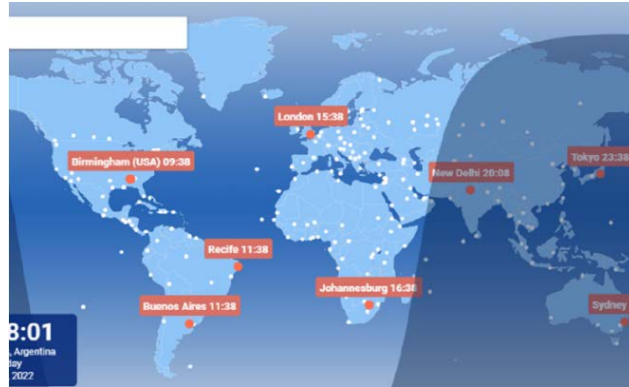 London 15:38
Birmingham (USA) 09:38
Tokyo 23:38
New Delhi 20:08
Recife 11:38
Johannesburg 16:38
Buenos Aires 11:38
Sydney
8:01
, Argentina
day
2022